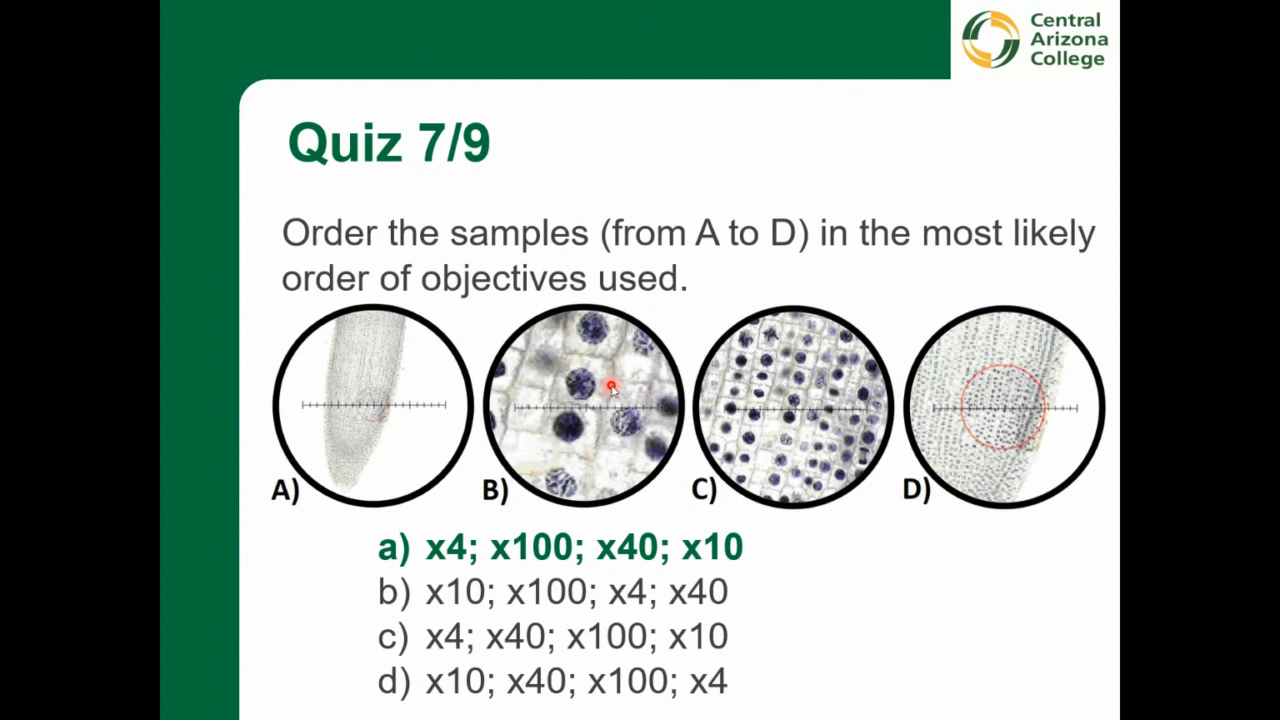 Central
Arizona
College
Quiz 7/9
Order the samples (from A to D) in the most likely
order of objectives used.
A)
B)
C)
D)
a) x4; x100; x40; x10
b) x10; x100; x4; x40
c) x4; x40; x100; x10
d) x10; x40; x100; x4